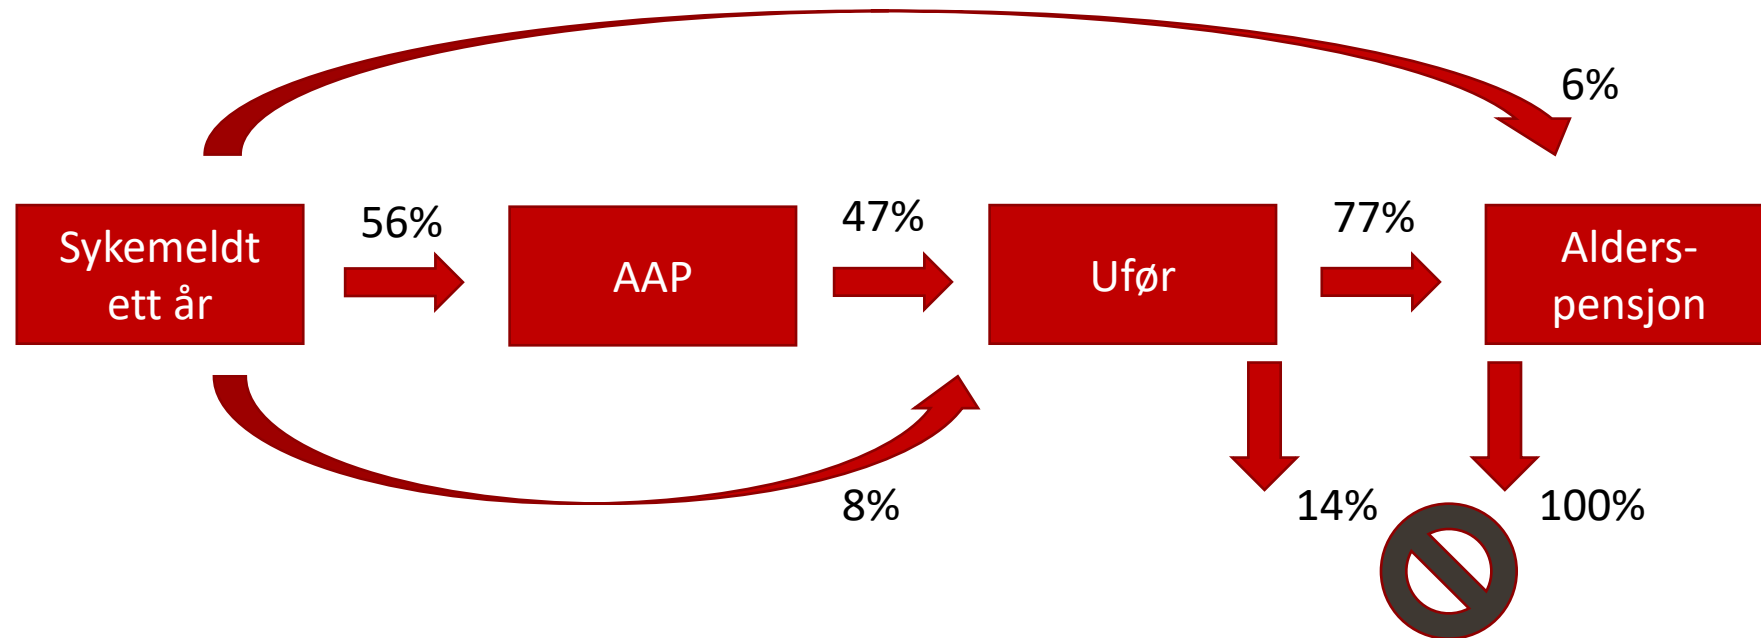 6%
Sykemeldt
ett år
56%
AAP
47%
Ufør
77%
Alders-
pensjon
8%
14%
100%